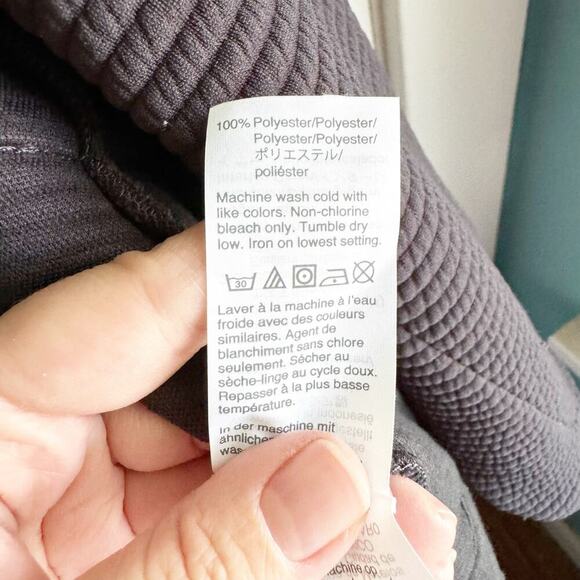 100% Polyester/Polyester/
Polyester/Polyester/
ポリエステル/
poliéster
Machine wash cold with
like colors. Non-chlorine
bleach only. Tumble dry
low. Iron on lowest setting.
30
Laver à la machine à l'eau
froide avec des couleurs
similaires. Agent de
blanchiment sans chlore
seulement. Sécher au
sèche-linge au cycle doux.
Repasser à la plus basse
température.
In der maschine mit
ähnlichen